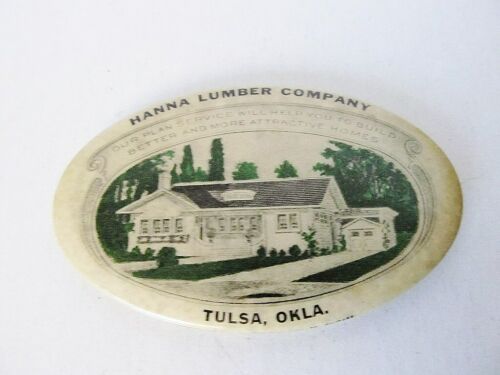 HANNA LUMBER COMPANY
OUR PLAN SERVICE WILL HELP YOU TO BUILD
BETTER AND MORE ATTRACTIVE HOMES
TULSA, OKLA.